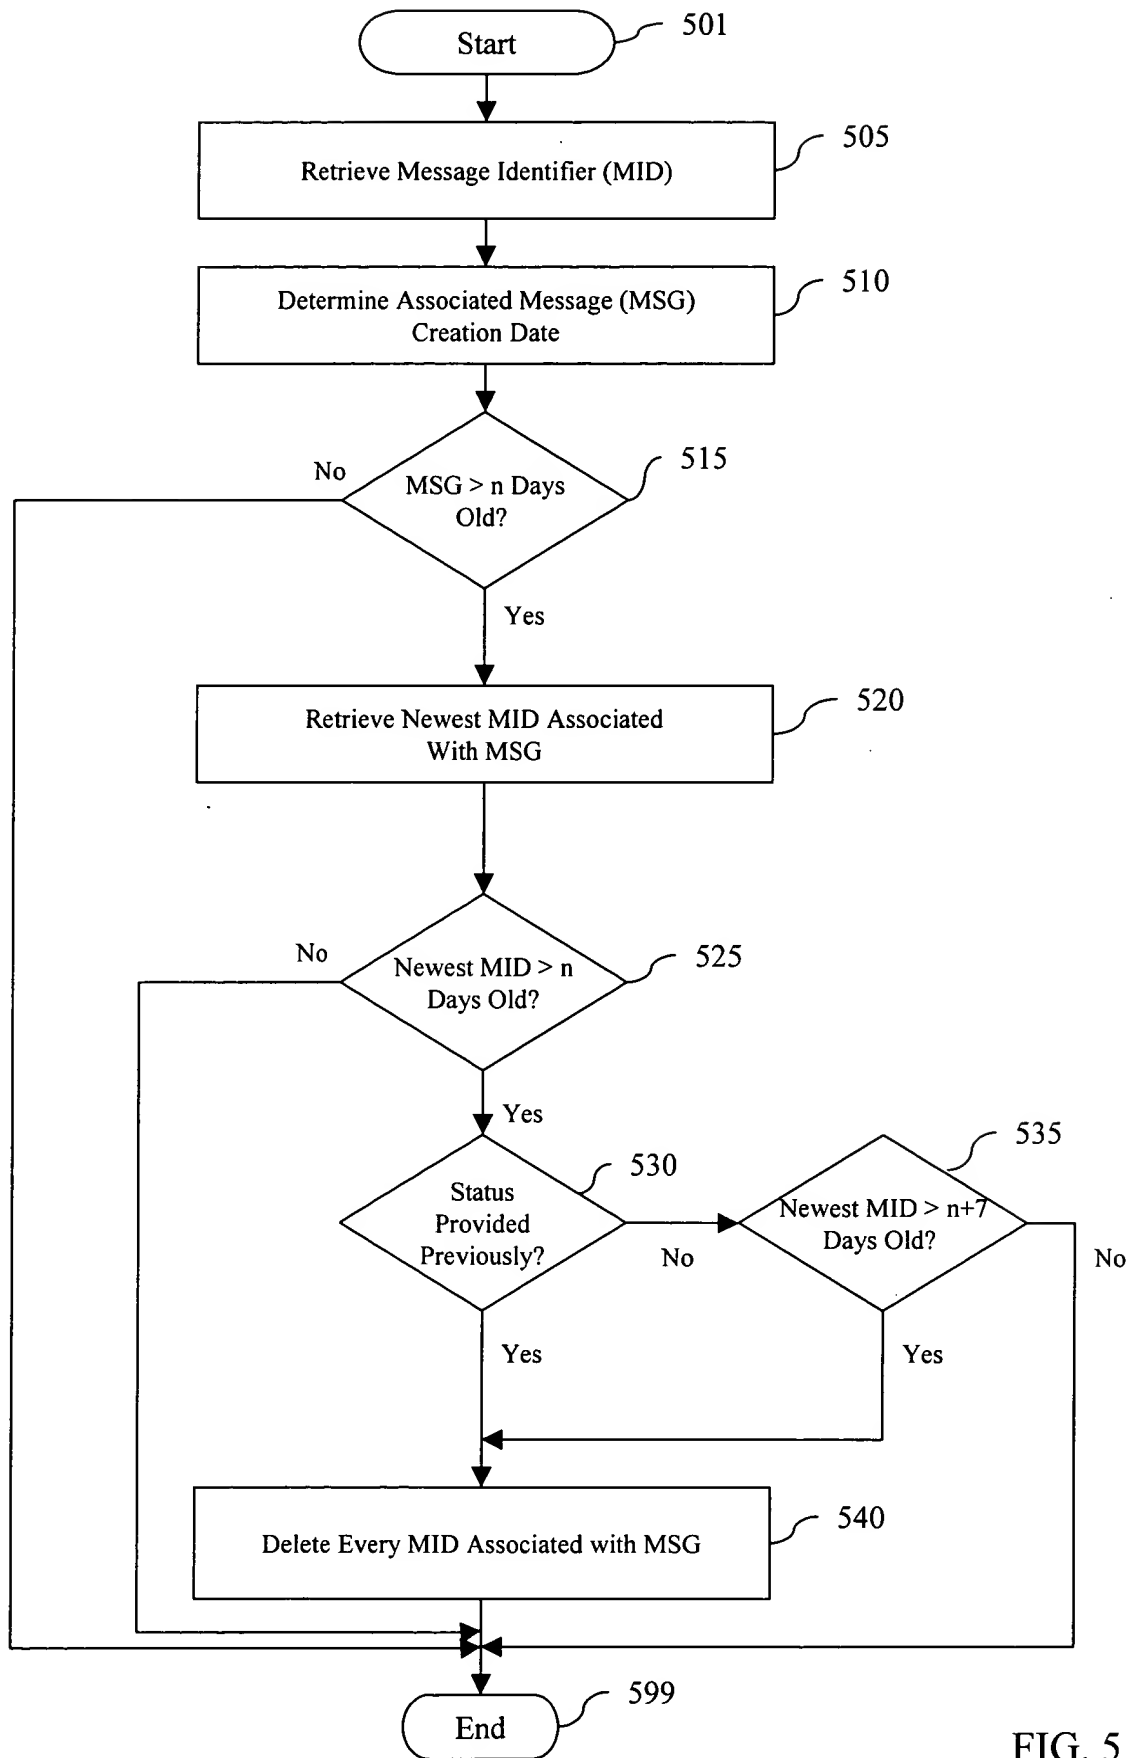 Start
501
Retrieve Message Identifier (MID)
505
Determine Associated Message (MSG)
Creation Date
510
No
MSG > n Days
Old?
515
Yes
Retrieve Newest MID Associated
With MSG
520
No
Newest MID > n
Days Old?
525
Yes
Status
Provided
Previously?
530
No
Newest MID > n+7
Days Old?
535
No
Yes
Yes
Delete Every MID Associated with MSG
540
End
599
FIG. 5